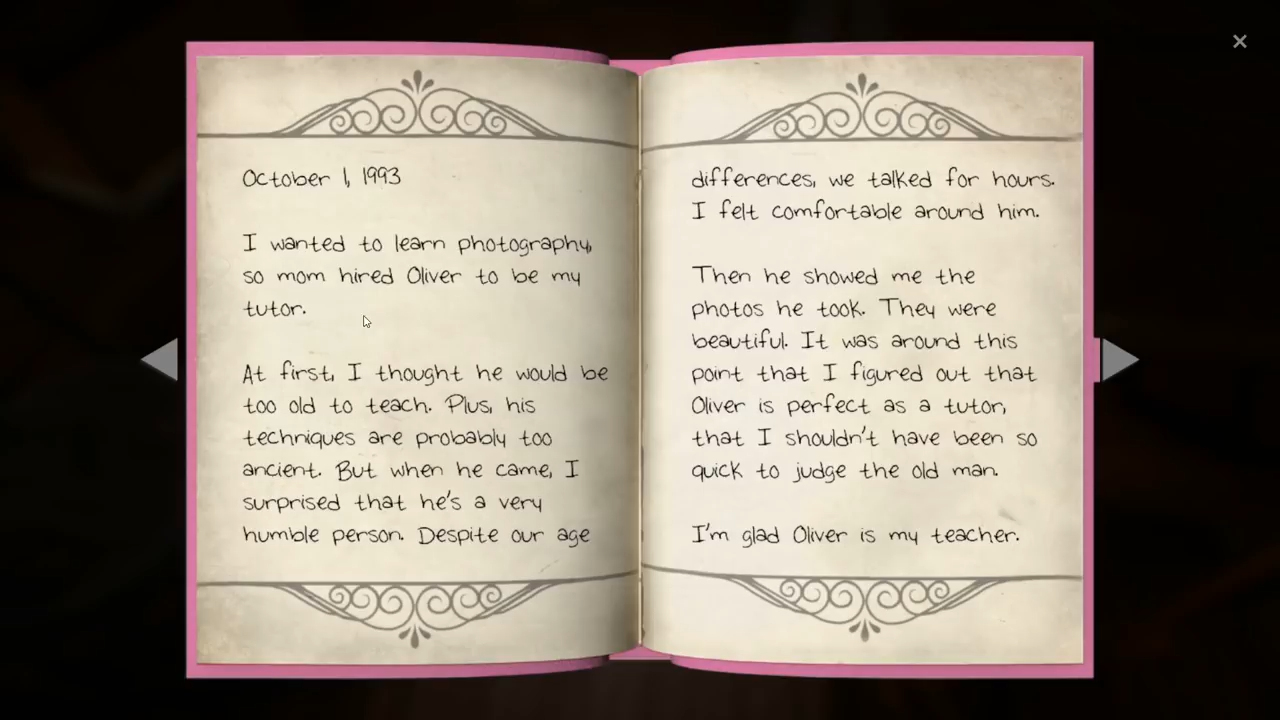 October 1, 1993
I wanted to learn photography,
so mom hired Oliver to be my
tutor.
At first, I thought he would be
too old to teach. Plus, his
techniques are probably too
ancient. But when he came, I
surprised that he's a very
humble person. Despite our age
differences, we talked for hours.
I felt comfortable around him.
Then he showed me the
photos he took. They were
beautiful. It was around this
point that I figured out that
Oliver is perfect as a tutor,
that I shouldn't have been so
quick to judge the old man.
I'm glad Oliver is my teacher.